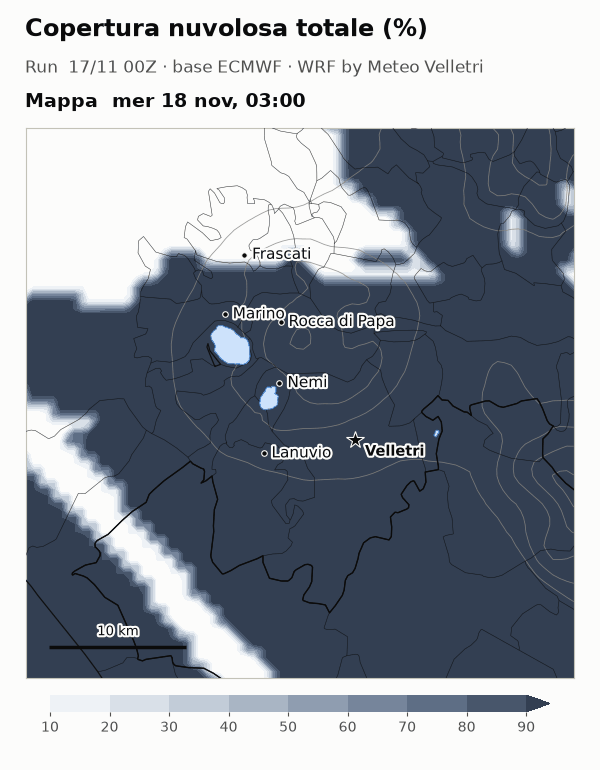 Copertura nuvolosa totale (%)
Run  17/11 00Z · base ECMWF · WRF by Meteo Velletri
Mappa  mer 18 nov, 03:00
Frascati
Marino
Rocca di Papa
Nemi
Lanuvio
Velletri
10 km
10 20 30 40 50 60 70 80 90